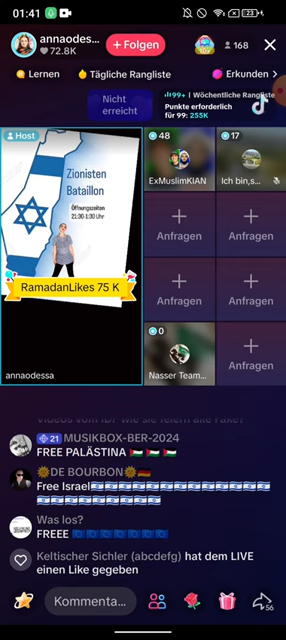 01:41
23
annaodes...
72.8K
+ Folgen
168
Lernen
Tägliche Rangliste
Erkunden >
Nicht
erreicht
99+ | Wöchentliche Rangliste
Punkte erforderlich
für 99: 255K
Host
Zionisten
Bataillon
Öffnungszeiten
21:30-1:30 Uhr
RamadanLikes 75 K
annaodessa
48
ExMuslimKIAN
17
Ich bin,s...
Anfragen
Anfragen
Anfragen
Anfragen
0
Nasser Team...
Anfragen
Videos vom IDF wie sie feiern alle Fake?
21 MUSIKBOX-BER-2024
FREE PALÄSTINA 🇵🇸 🇵🇸 🇵🇸
🔅DE BOURBON🔅🇩🇪
Free Israel🇮🇱🇮🇱🇮🇱🇮🇱🇮🇱🇮🇱🇮🇱🇮🇱🇮🇱🇮🇱🇮🇱🇮🇱
🇮🇱🇮🇱🇮🇱🇮🇱🇮🇱🇮🇱🇮🇱🇮🇱
Was los?
FREEE 🇪🇺🇪🇺🇪🇺🇪🇺🇪🇺🇪🇺🇪🇺
Keltischer Sichler (abcdefg) hat dem LIVE
einen Like gegeben
Kommenta...
56